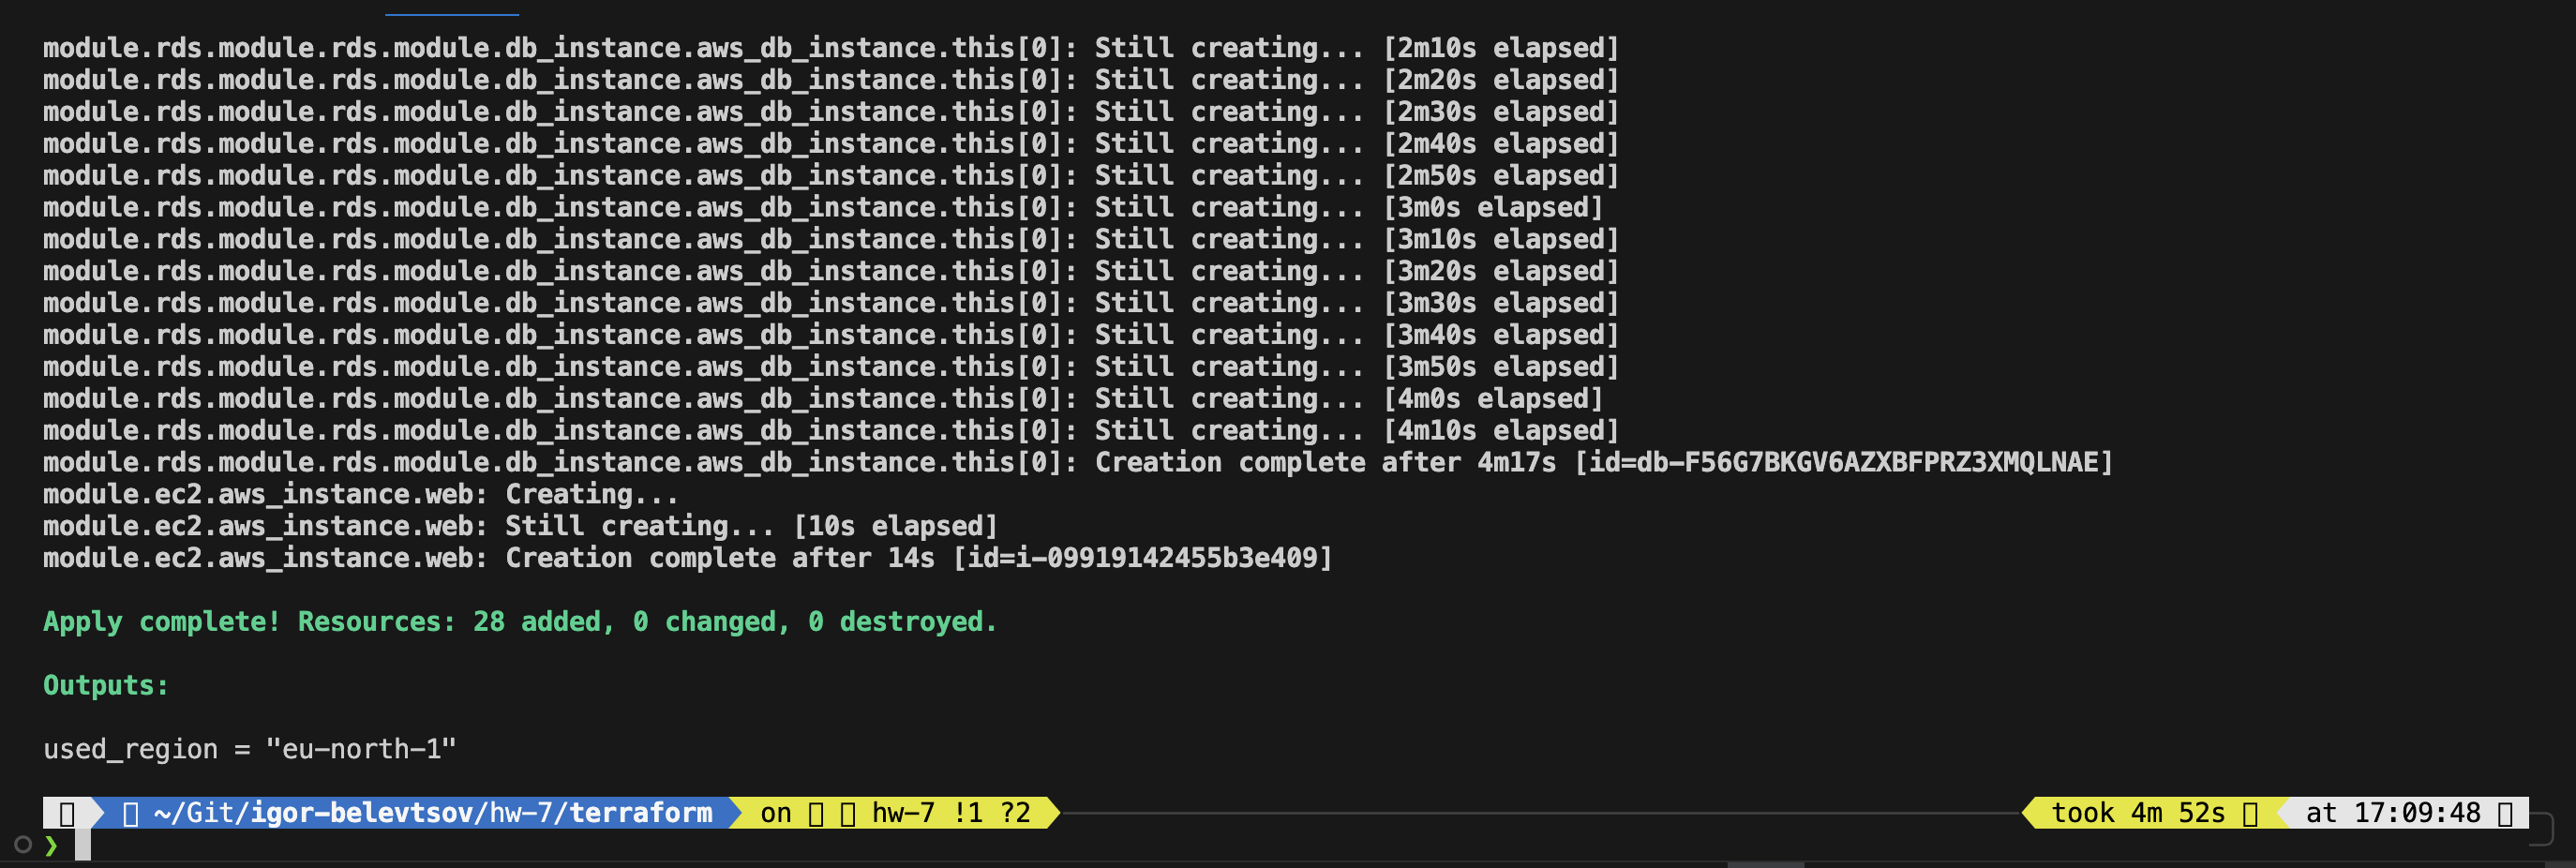 module.rds.module.rds.module.db_instance.aws_db_instance.this[0]: Still creating... [2m10s elapsed]
module.rds.module.rds.module.db_instance.aws_db_instance.this[0]: Still creating... [2m20s elapsed]
module.rds.module.rds.module.db_instance.aws_db_instance.this[0]: Still creating... [2m30s elapsed]
module.rds.module.rds.module.db_instance.aws_db_instance.this[0]: Still creating... [2m40s elapsed]
module.rds.module.rds.module.db_instance.aws_db_instance.this[0]: Still creating... [2m50s elapsed]
module.rds.module.rds.module.db_instance.aws_db_instance.this[0]: Still creating... [3m0s elapsed]
module.rds.module.rds.module.db_instance.aws_db_instance.this[0]: Still creating... [3m10s elapsed]
module.rds.module.rds.module.db_instance.aws_db_instance.this[0]: Still creating... [3m20s elapsed]
module.rds.module.rds.module.db_instance.aws_db_instance.this[0]: Still creating... [3m30s elapsed]
module.rds.module.rds.module.db_instance.aws_db_instance.this[0]: Still creating... [3m40s elapsed]
module.rds.module.rds.module.db_instance.aws_db_instance.this[0]: Still creating... [3m50s elapsed]
module.rds.module.rds.module.db_instance.aws_db_instance.this[0]: Still creating... [4m0s elapsed]
module.rds.module.rds.module.db_instance.aws_db_instance.this[0]: Still creating... [4m10s elapsed]
module.rds.module.rds.module.db_instance.aws_db_instance.this[0]: Creation complete after 4m17s [id=db-F56G7BKGV6AZXBFPRZ3XMQLNAE]
module.ec2.aws_instance.web: Creating...
module.ec2.aws_instance.web: Still creating... [10s elapsed]
module.ec2.aws_instance.web: Creation complete after 14s [id=i-09919142455b3e409]
Apply complete! Resources: 28 added, 0 changed, 0 destroyed.
Outputs:
used_region = "eu-north-1"
~/Git/igor-belevtsov/hw-7/terraform on hw-7 !1 ?2 took 4m 52s at 17:09:48
❯